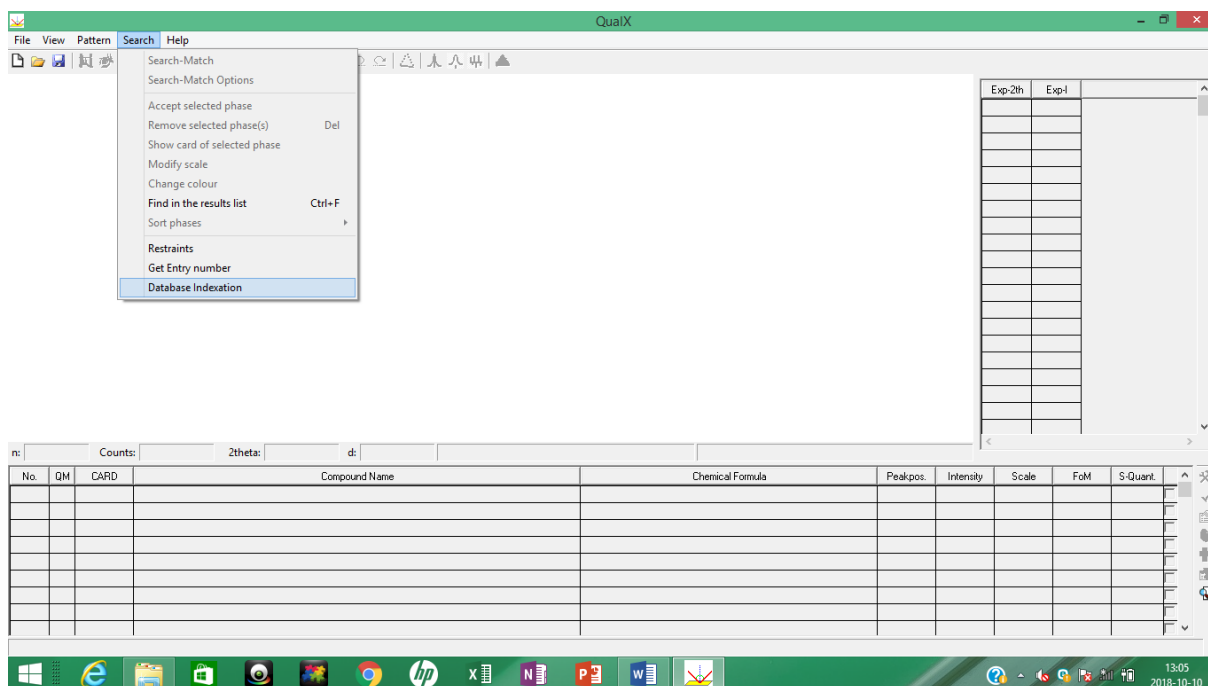 QualX
File View Pattern Search Help
Search-Match
Search-Match Options
Accept selected phase
Remove selected phase(s) Del
Show card of selected phase
Modify scale
Change colour
Find in the results list Ctrl+F
Sort phases
Restraints
Get Entry number
Database Indexation
Exp-2th Exp-I
n: Counts: 2theta: d:
No. QM CARD Compound Name Chemical Formula Peakpos. Intensity Scale FoM S-Quant.
hp
13:05
2018-10-10